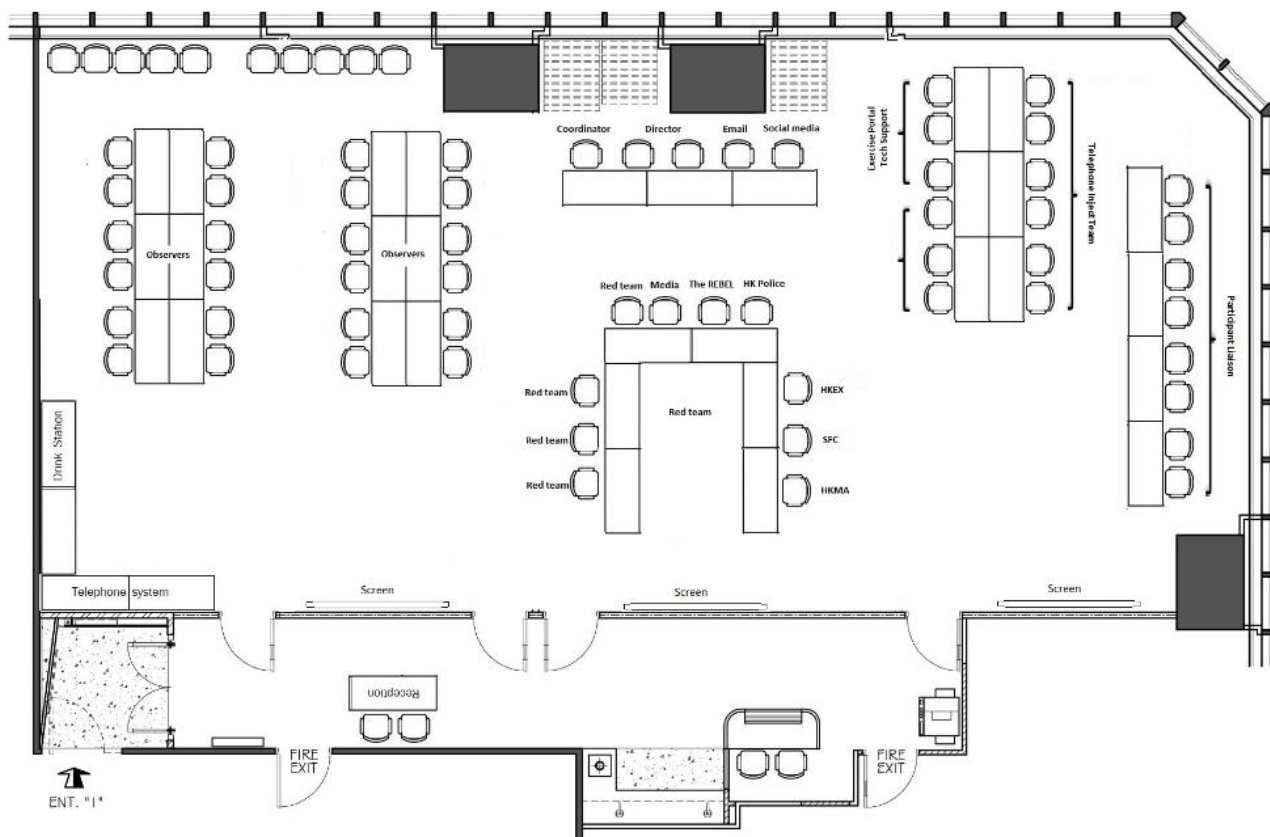 Coordinator
Director
Email
Social media
Exercise Portal
Tech Support
Telephone Inject Team
Participant Liaison
Observers
Observers
Red team
Media
The REBEL
HK Police
Red team
Red team
HKEX
Red team
SFC
Red team
HKMA
Drink Station
Telephone system
Screen
Screen
Screen
Reception
FIRE
EXIT
FIRE
EXIT
ENT. "I"